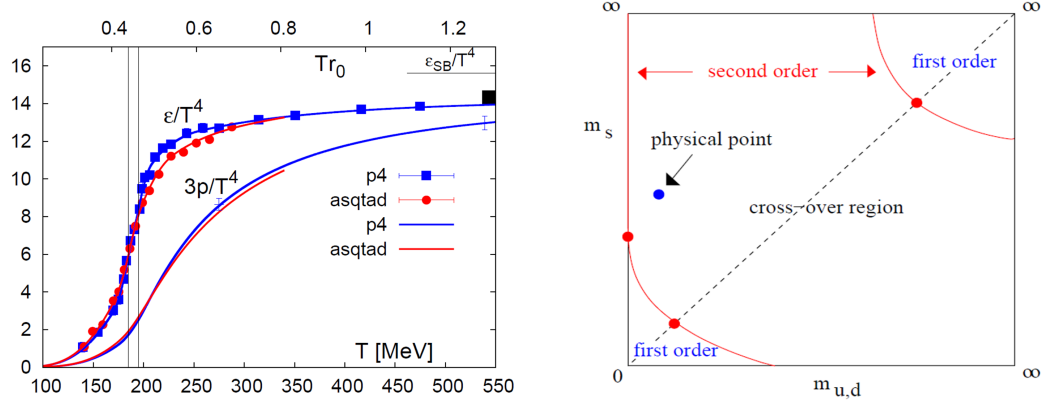 0.4 0.6 0.8 1 1.2
Tr₀
ε_SB/T⁴
16
14
12
10
8
6
4
2
0
ε/T⁴
3p/T⁴
p4
asqtad
p4
asqtad
T [MeV]
100 150 200 250 300 350 400 450 500 550
∞ ∞
first order
second order
m_s
physical point
cross-over region
first order
0 m_u,d ∞